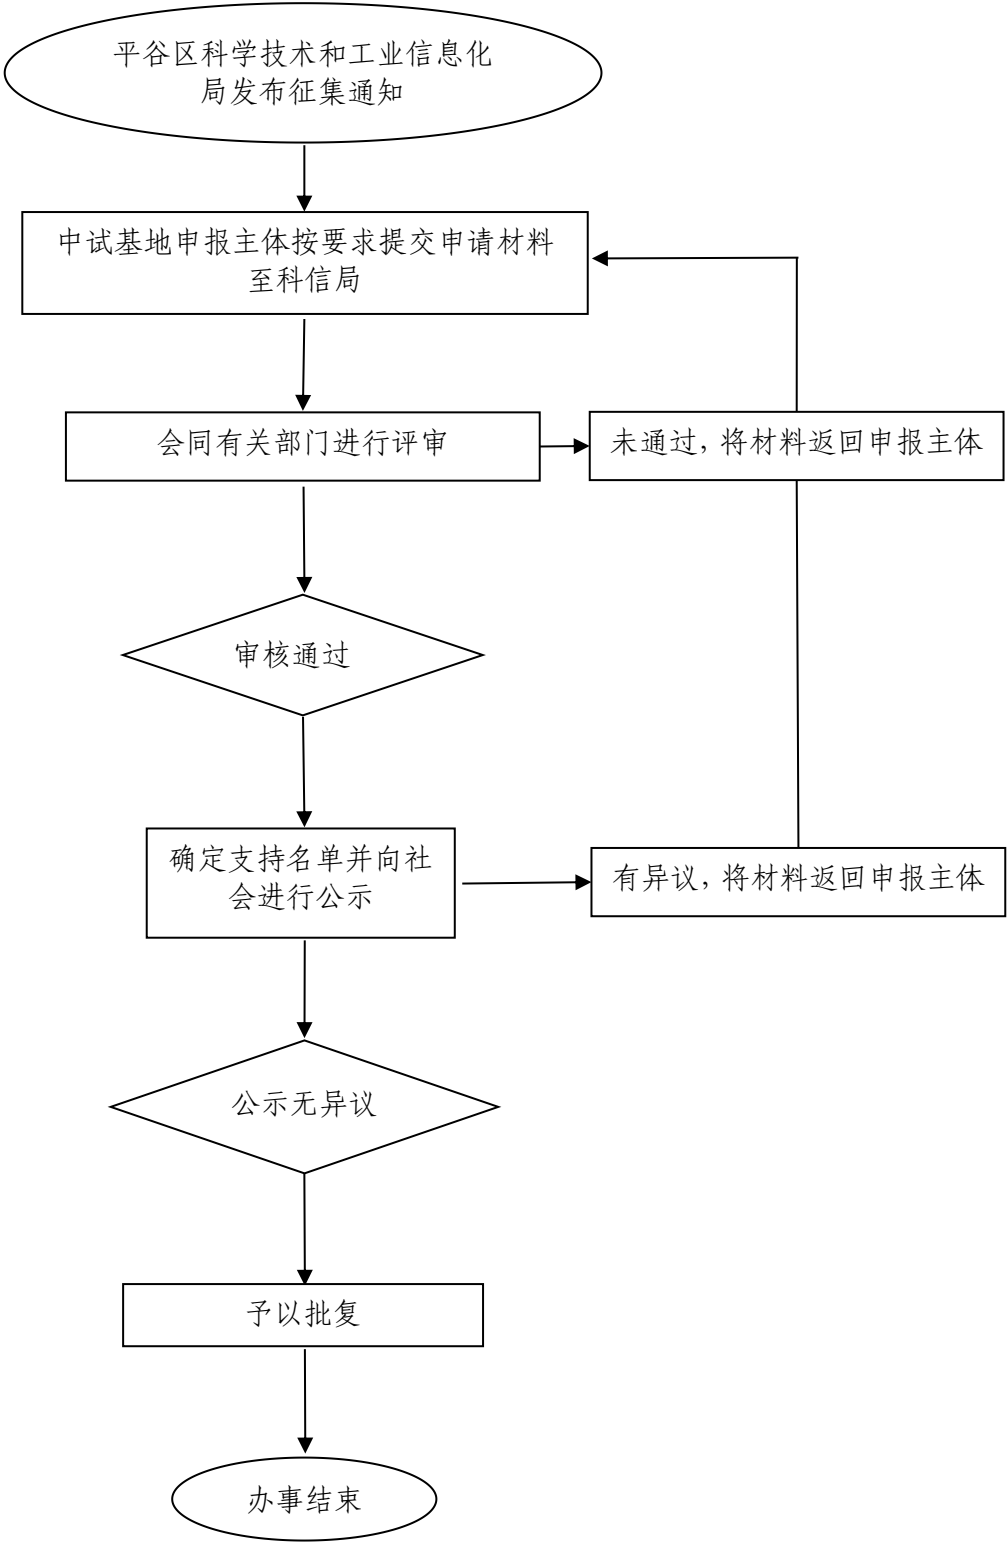 平谷区科学技术和工业信息化
局发布征集通知
中试基地申报主体按要求提交申请材料
至科信局
会同有关部门进行评审
未通过，将材料返回申报主体
审核通过
确定支持名单并向社
会进行公示
有异议，将材料返回申报主体
公示无异议
予以批复
办事结束